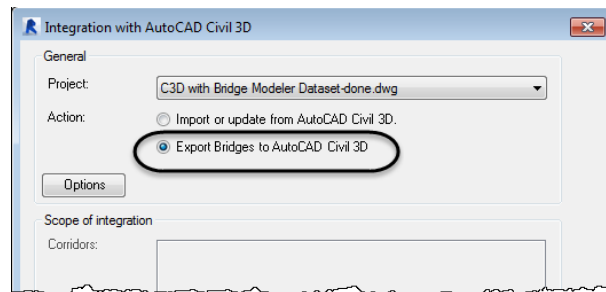 Integration with AutoCAD Civil 3D
General
Project: C3D with Bridge Modeler Dataset-done.dwg
Action: Import or update from AutoCAD Civil 3D.
Export Bridges to AutoCAD Civil 3D
Options
Scope of integration
Corridors: